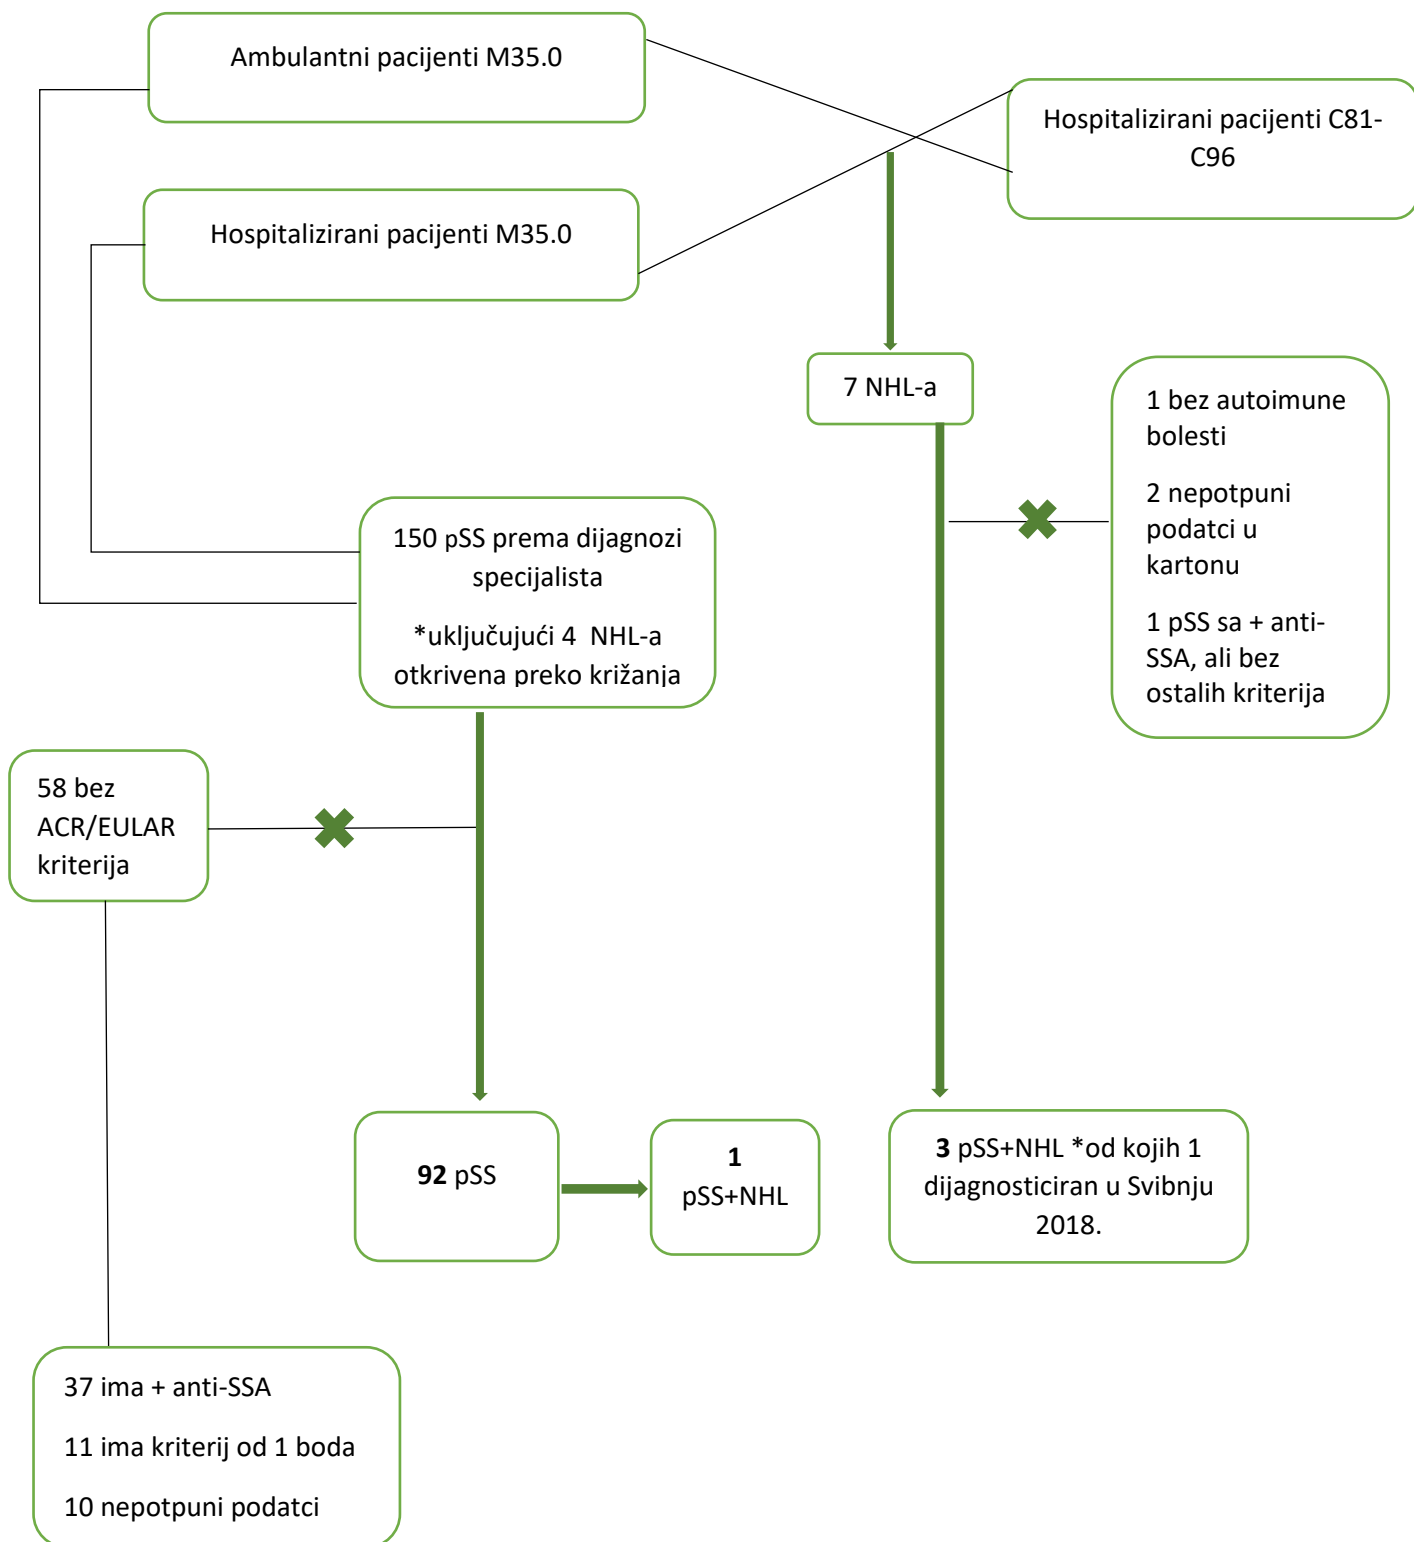 Ambulantni pacijenti M35.0
Hospitalizirani pacijenti C81-
C96
Hospitalizirani pacijenti M35.0
7 NHL-a
1 bez autoimune
bolesti
2 nepotpuni
podatci u
kartonu
1 pSS sa + anti-
SSA, ali bez
ostalih kriterija
150 pSS prema dijagnozi
specijalista
*uključujući 4 NHL-a
otkrivena preko križanja
58 bez
ACR/EULAR
kriterija
92 pSS
1
pSS+NHL
3 pSS+NHL *od kojih 1
dijagnosticiran u Svibnju
2018.
37 ima + anti-SSA
11 ima kriterij od 1 boda
10 nepotpuni podatci